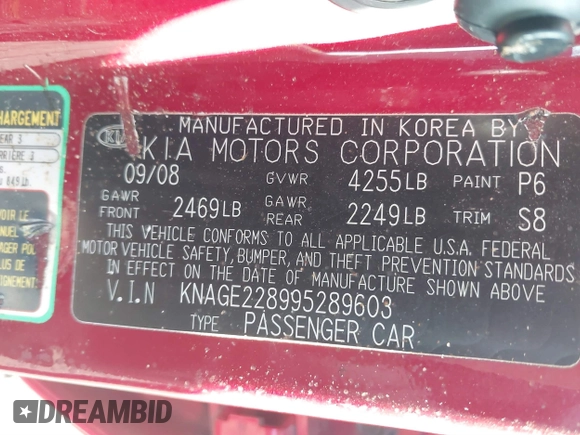 CHARGEMENT
KIA
MANUFACTURED IN KOREA BY
KIA MOTORS CORPORATION
09/08 GVWR 4255LB PAINT P6
GAWR FRONT 2469LB GAWR REAR 2249LB TRIM S8
THIS VEHICLE CONFORMS TO ALL APPLICABLE U.S.A. FEDERAL
MOTOR VEHICLE SAFETY, BUMPER, AND THEFT PREVENTION STANDARDS
IN EFFECT ON THE DATE OF MANUFACTURE SHOWN ABOVE
V.I.N KNAGE228995289603
TYPE PASSENGER CAR
DREAMBID